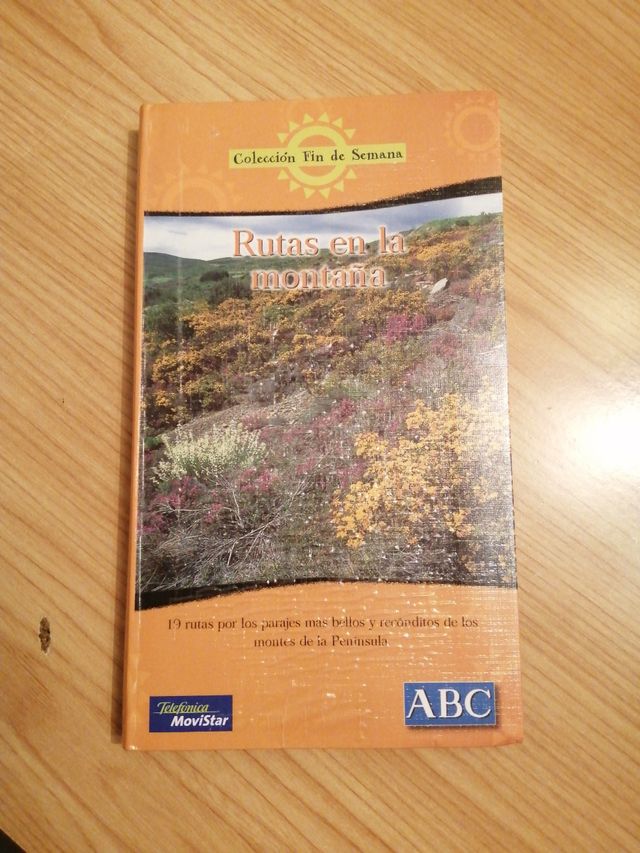 Colección Fin de Semana
Rutas en la
montaña
19 rutas por los parajes más bellos y recónditos de los
montes de la Península
Telefónica
MoviStar
ABC